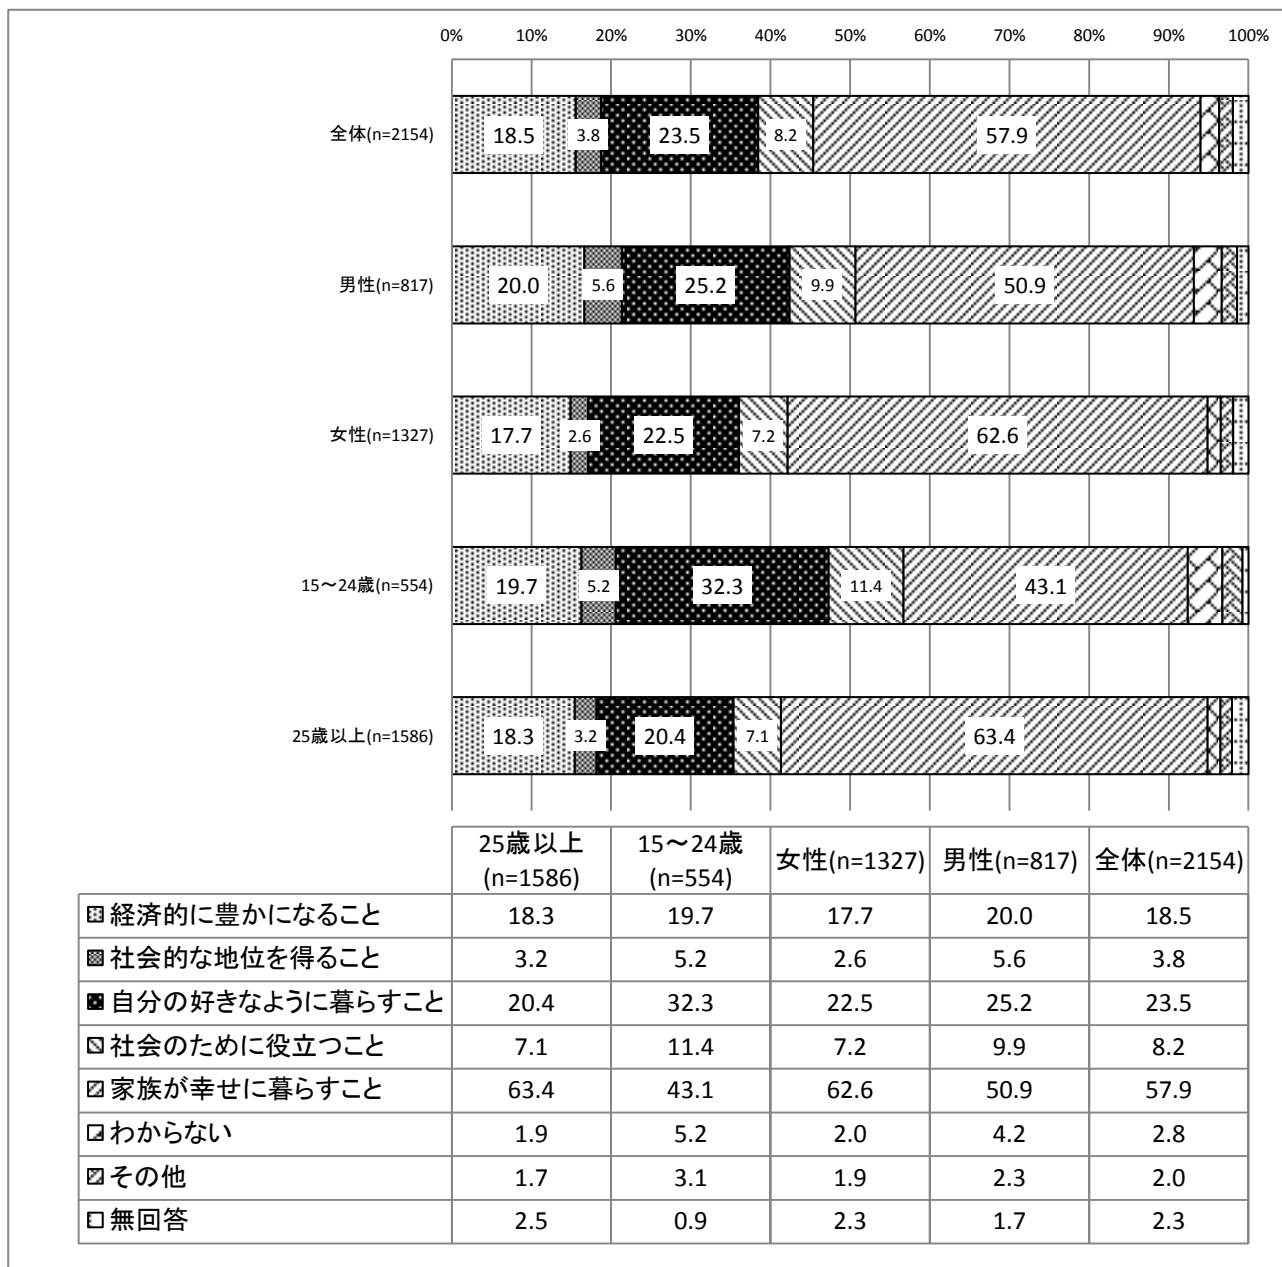 0% 10% 20% 30% 40% 50% 60% 70% 80% 90% 100%
全体(n=2154) 18.5 3.8 23.5 8.2 57.9
男性(n=817) 20.0 5.6 25.2 9.9 50.9
女性(n=1327) 17.7 2.6 22.5 7.2 62.6
15～24歳(n=554) 19.7 5.2 32.3 11.4 43.1
25歳以上(n=1586) 18.3 3.2 20.4 7.1 63.4
25歳以上 15～24歳 女性(n=1327) 男性(n=817) 全体(n=2154)
(n=1586) (n=554)
経済的に豊かになること 18.3 19.7 17.7 20.0 18.5
社会的な地位を得ること 3.2 5.2 2.6 5.6 3.8
自分の好きなように暮らすこと 20.4 32.3 22.5 25.2 23.5
社会のために役立つこと 7.1 11.4 7.2 9.9 8.2
家族が幸せに暮らすこと 63.4 43.1 62.6 50.9 57.9
わからない 1.9 5.2 2.0 4.2 2.8
その他 1.7 3.1 1.9 2.3 2.0
無回答 2.5 0.9 2.3 1.7 2.3